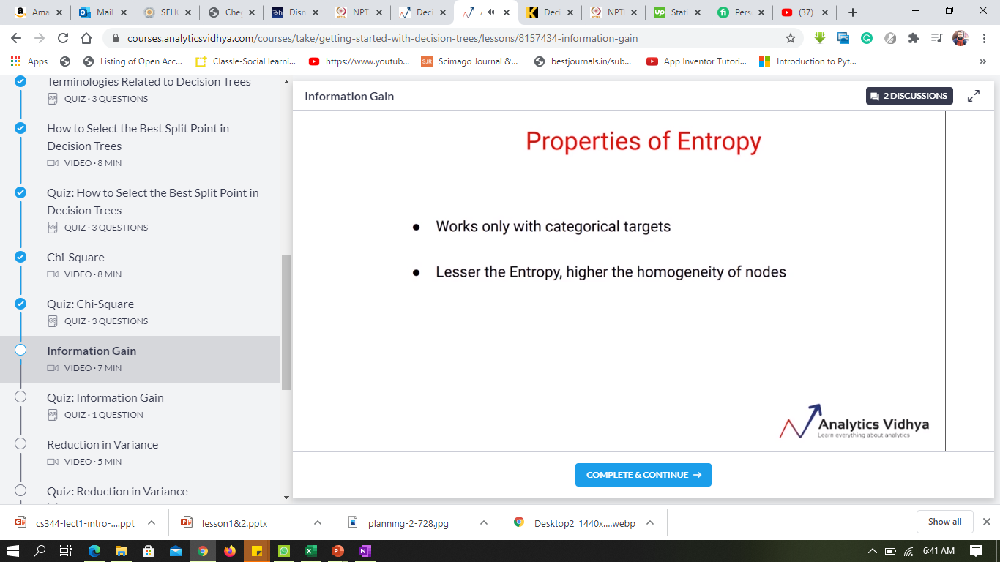 Ama
Mail
SEHC
Che
Disn
NPT
Deci
Deci
NPT
Stati
Pers
(37)
courses.analyticsvidhya.com/courses/take/getting-started-with-decision-trees/lessons/8157434-information-gain
Apps
Listing of Open Acc...
Classle-Social learni...
https://www.youtub...
Scimago Journal &...
bestjournals.in/sub...
App Inventor Tutori...
Introduction to Pyt...
»
Terminologies Related to Decision Trees
QUIZ · 3 QUESTIONS
How to Select the Best Split Point in
Decision Trees
VIDEO · 8 MIN
Quiz: How to Select the Best Split Point in
Decision Trees
QUIZ · 3 QUESTIONS
Chi-Square
VIDEO · 8 MIN
Quiz: Chi-Square
QUIZ · 3 QUESTIONS
Information Gain
VIDEO · 7 MIN
Quiz: Information Gain
QUIZ · 1 QUESTION
Reduction in Variance
VIDEO · 5 MIN
Quiz: Reduction in Variance
Information Gain
2 DISCUSSIONS
Properties of Entropy
● Works only with categorical targets
● Lesser the Entropy, higher the homogeneity of nodes
Analytics Vidhya
Learn everything about analytics
COMPLETE & CONTINUE →
cs344-lect1-intro-....ppt
lesson1&2.pptx
planning-2-728.jpg
Desktop2_1440x....webp
Show all
6:41 AM